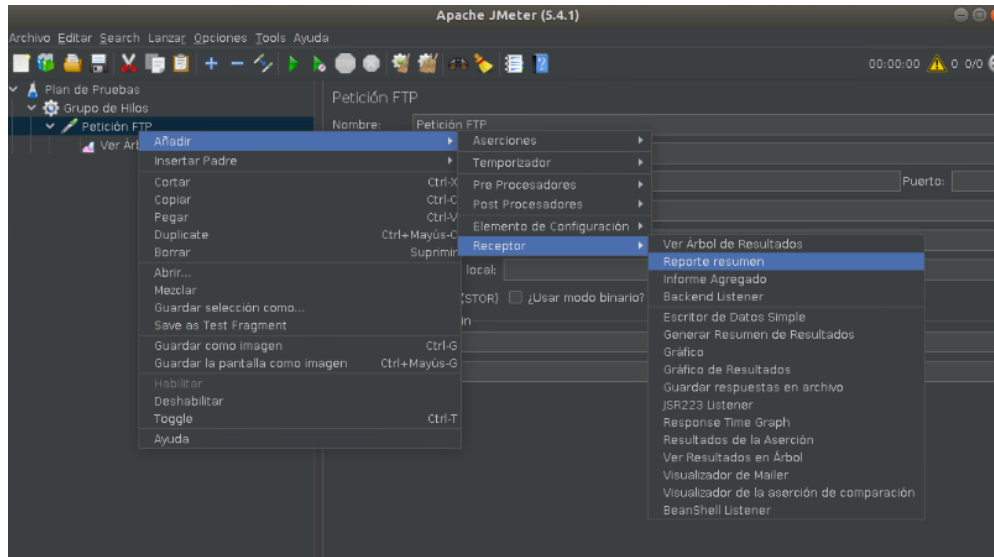 Apache JMeter (5.4.1)
Archivo Editar Search Lanzar Opciones Tools Ayuda
00:00:00 0 0/0
Plan de Pruebas
Grupo de Hilos
Petición FTP
Ver Árb
Petición FTP
Nombre: Petición FTP
Puerto:
local:
(STOR) ¿Usar modo binario?
in
Añadir
Insertar Padre
Cortar Ctrl-X
Copiar Ctrl-C
Pegar Ctrl-V
Duplicate Ctrl+Mayús-C
Borrar Suprimir
Abrir...
Mezclar
Guardar selección como...
Save as Test Fragment
Guardar como imagen Ctrl-G
Guardar la pantalla como imagen Ctrl+Mayús-G
Habilitar
Deshabilitar
Toggle Ctrl-T
Ayuda
Aserciones
Temporizador
Pre Procesadores
Post Procesadores
Elemento de Configuración
Receptor
Ver Árbol de Resultados
Reporte resumen
Informe Agregado
Backend Listener
Escritor de Datos Simple
Generar Resumen de Resultados
Gráfico
Gráfico de Resultados
Guardar respuestas en archivo
JSR223 Listener
Response Time Graph
Resultados de la Aserción
Ver Resultados en Árbol
Visualizador de Mailer
Visualizador de la aserción de comparación
BeanShell Listener